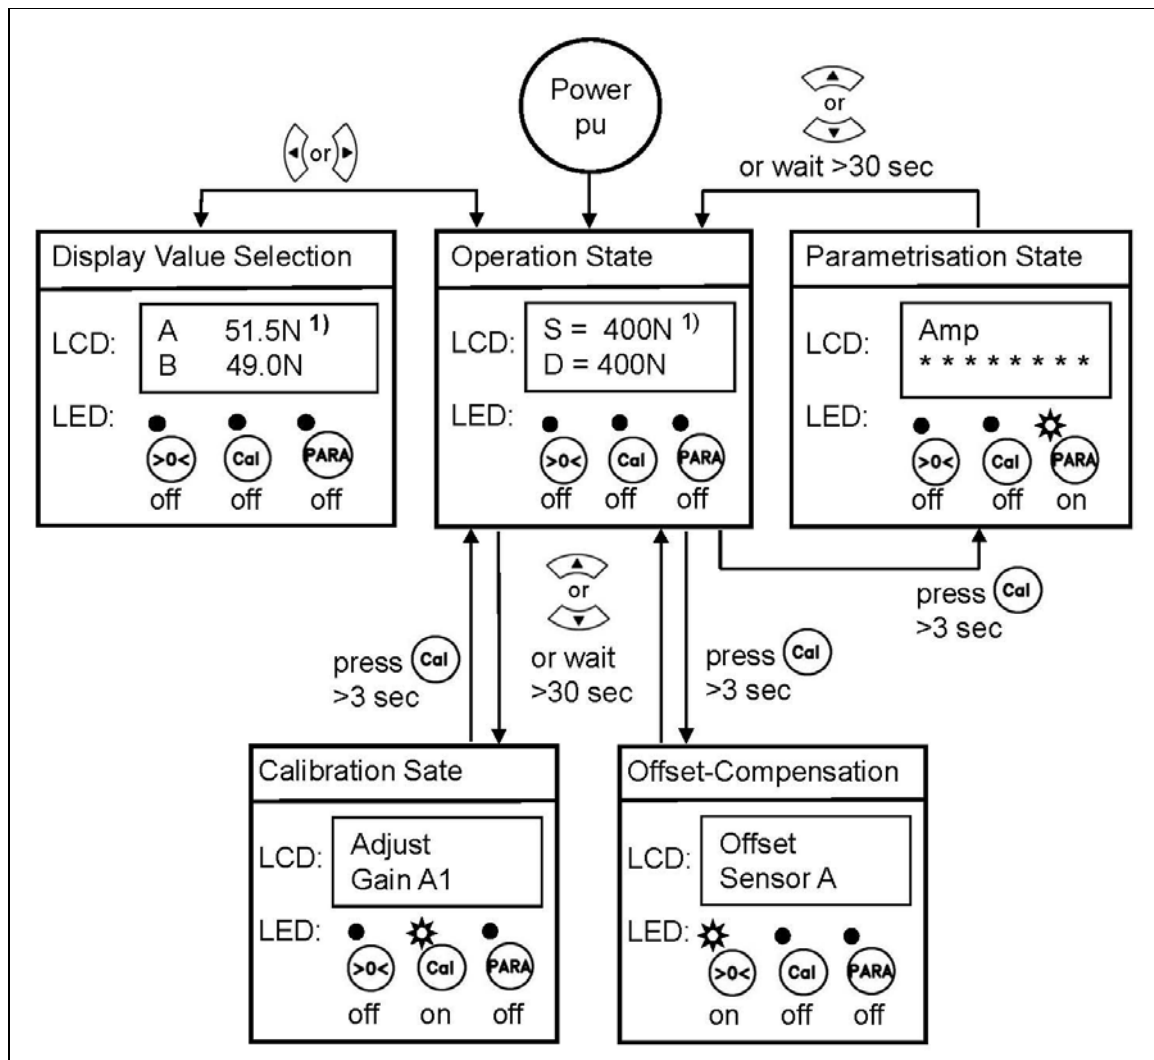 Power
pu
or
or
or wait >30 sec
Display Value Selection
LCD: A 51.5N 1)
B 49.0N
LED:
>0< Cal PARA
off off off
Operation State
LCD: S = 400N 1)
D = 400N
LED:
>0< Cal PARA
off off off
Parametrisation State
LCD: Amp
* * * * * * * *
LED:
>0< Cal PARA
off off on
press Cal
>3 sec
or
or wait
>30 sec
press Cal
>3 sec
press Cal
>3 sec
Calibration Sate
LCD: Adjust
Gain A1
LED:
>0< Cal PARA
off on off
Offset-Compensation
LCD: Offset
Sensor A
LED:
>0< Cal PARA
on off off